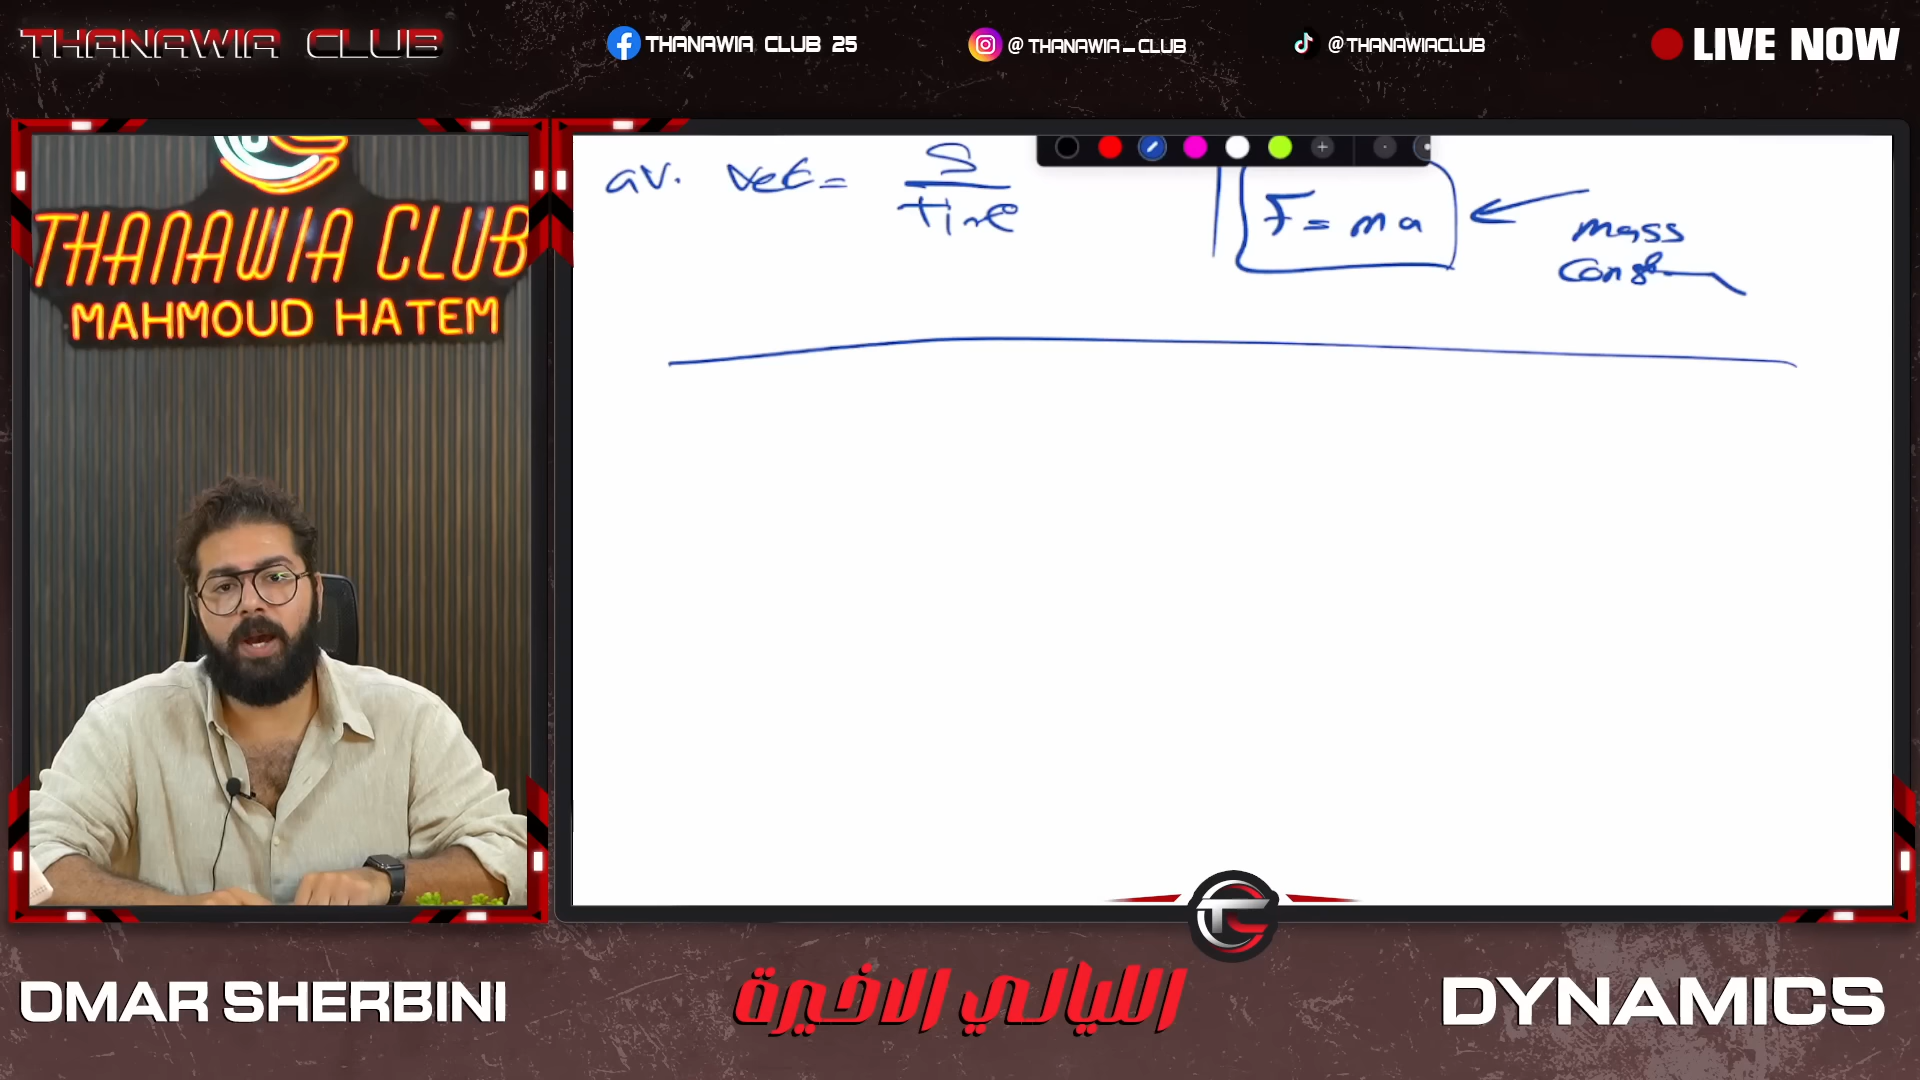 THANAWIA CLUB
THANAWIA CLUB 25
@ THANAWIA_CLUB
@THANAWIACLUB
LIVE NOW
THANAWIA CLUB
MAHMOUD HATEM
av. Vel =
S
Time
F = ma
mass
OMAR SHERBINI
الليالي الاخيرة
DYNAMICS